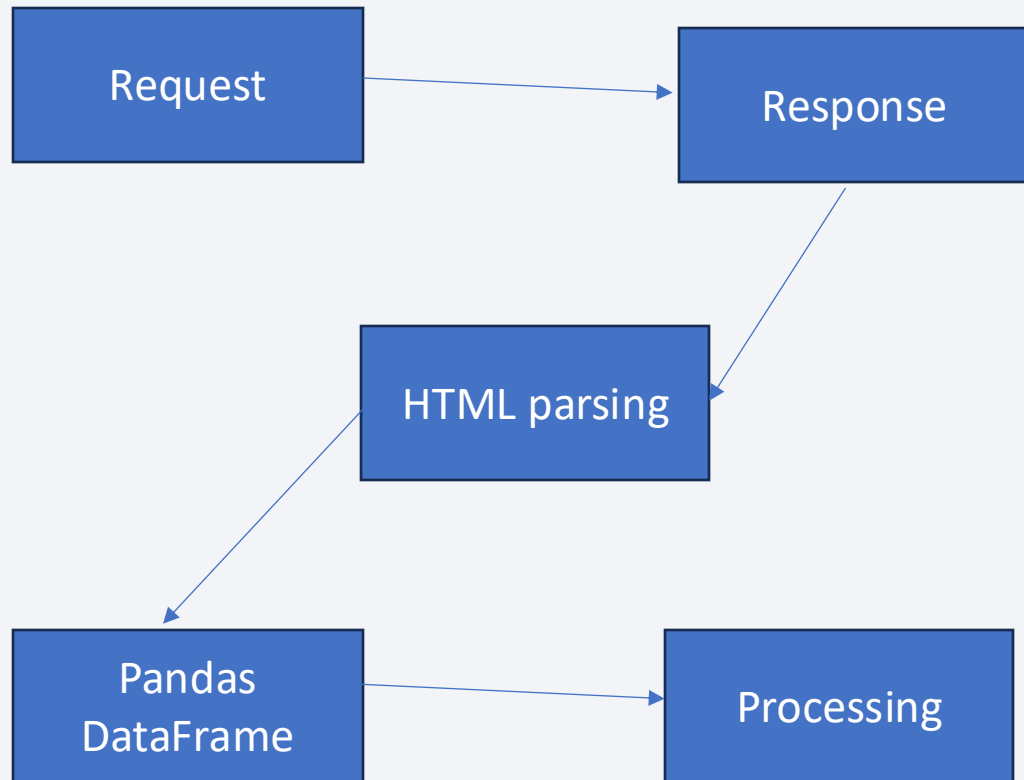 Request
Response
HTML parsing
Pandas
DataFrame
Processing